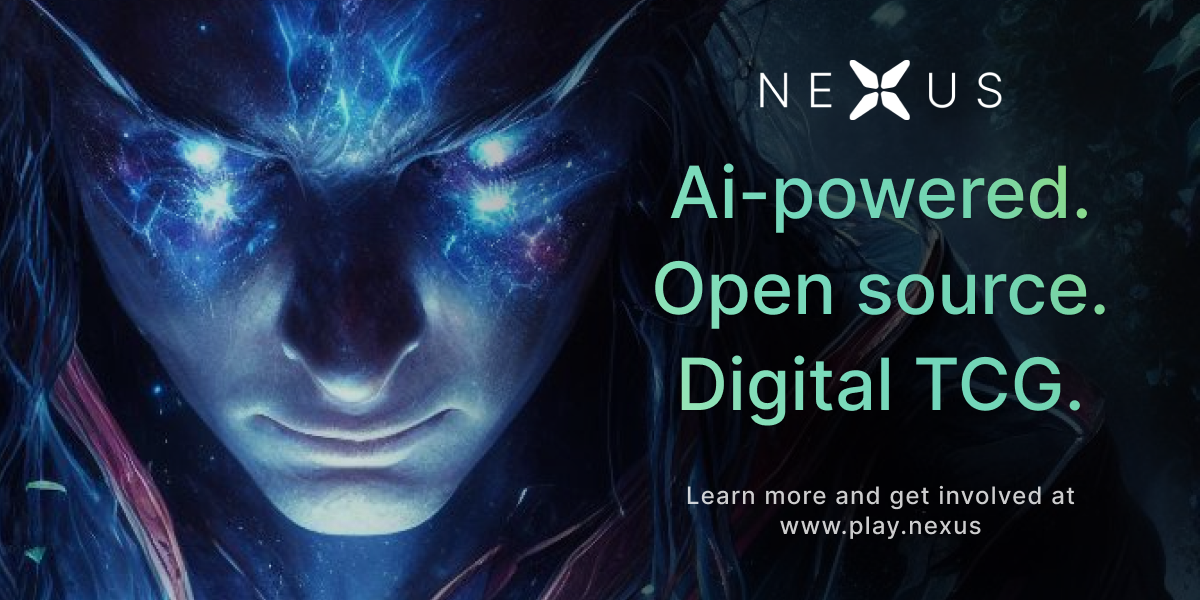 NEXUS
Ai-powered.
Open source.
Digital TCG.
Learn more and get involved at
www.play.nexus